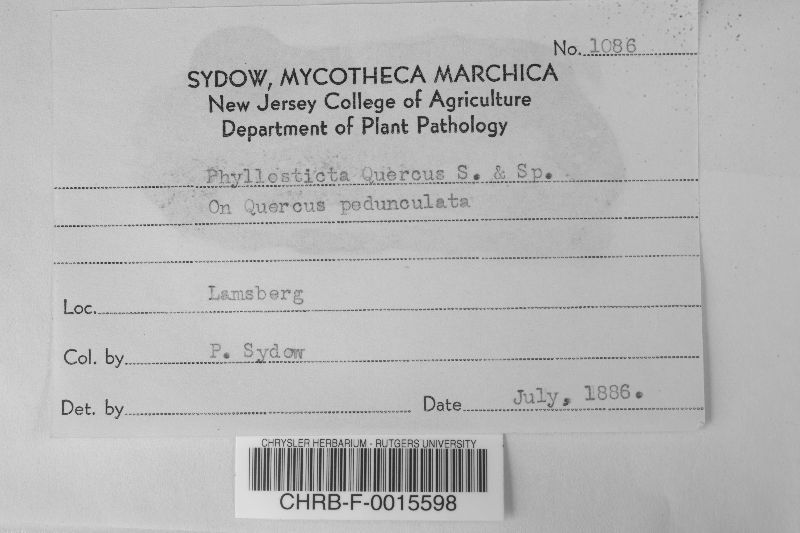 No. 1086
SYDOW, MYCOTHECA MARCHICA
New Jersey College of Agriculture
Department of Plant Pathology
Phyllosticta Quercus S. & Sp.
On Quercus pedunculata
Loc. Lamsberg
Col. by P. Sydow
Det. by
Date July, 1886.
CHRYSLER HERBARIUM - RUTGERS UNIVERSITY
CHRB-F-0015598